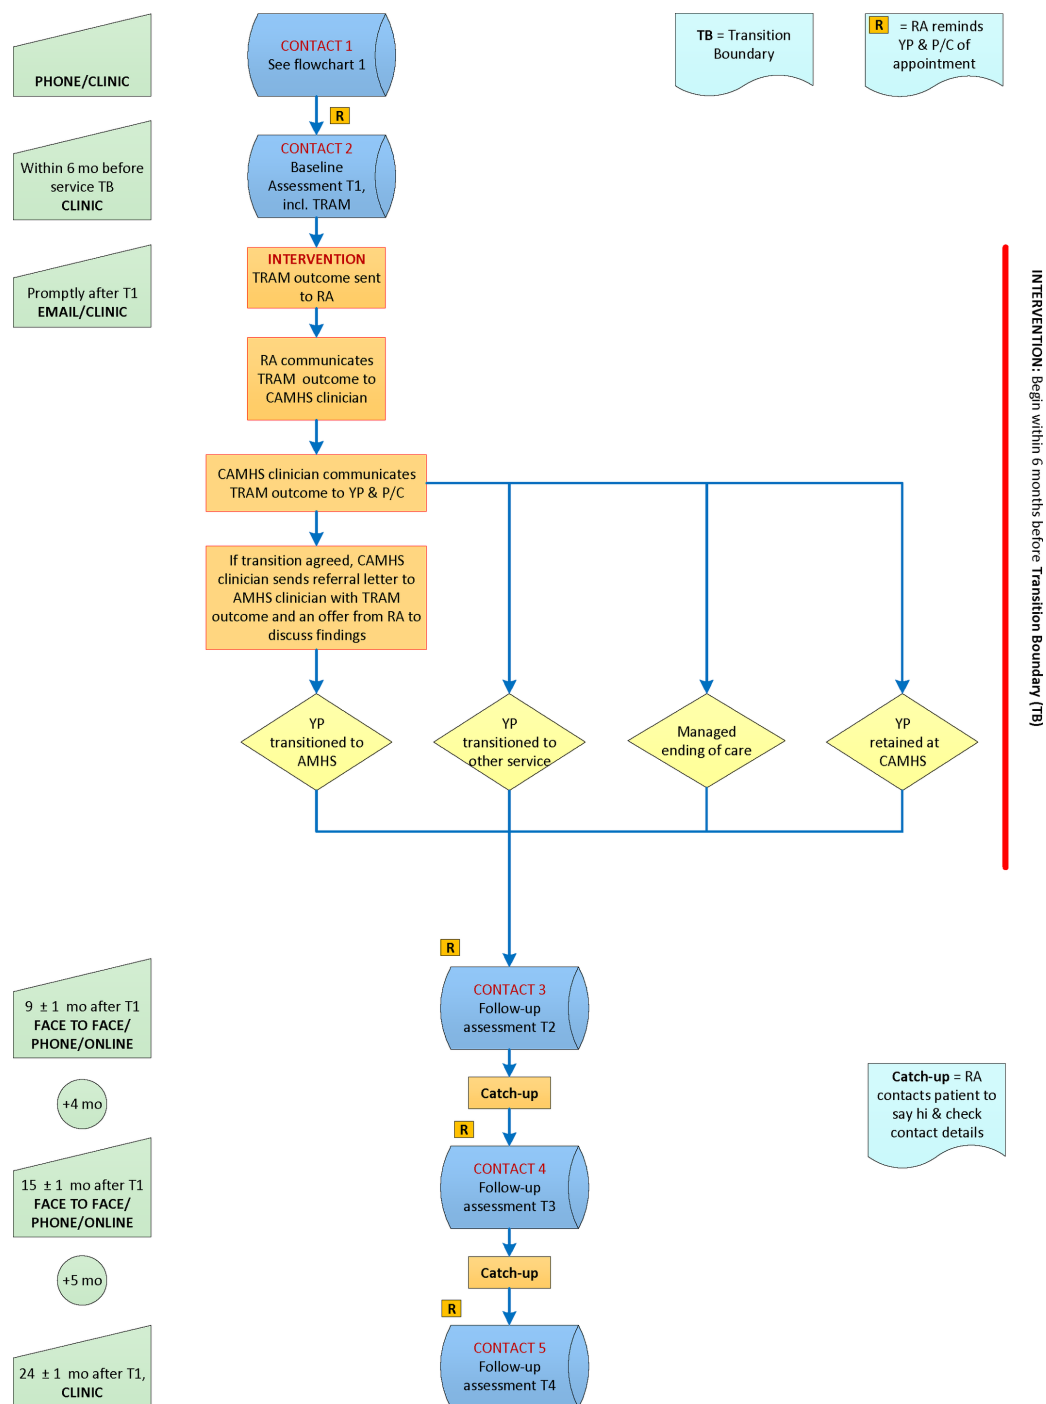 PHONE/CLINIC
CONTACT 1
See flowchart 1
TB = Transition
Boundary
R = RA reminds
YP & P/C of
appointment
R
Within 6 mo before
service TB
CLINIC
CONTACT 2
Baseline
Assessment T1,
incl. TRAM
Promptly after T1
EMAIL/CLINIC
INTERVENTION
TRAM outcome sent
to RA
RA communicates
TRAM outcome to
CAMHS clinician
CAMHS clinician communicates
TRAM outcome to YP & P/C
If transition agreed, CAMHS
clinician sends referral letter to
AMHS clinician with TRAM
outcome and an offer from RA to
discuss findings
YP
transitioned to
AMHS
YP
transitioned to
other service
Managed
ending of care
YP
retained at
CAMHS
INTERVENTION: Begin within 6 months before Transition Boundary (TB)
R
9 ± 1 mo after T1
FACE TO FACE/
PHONE/ONLINE
CONTACT 3
Follow-up
assessment T2
+4 mo
Catch-up
Catch-up = RA
contacts patient to
say hi & check
contact details
R
15 ± 1 mo after T1
FACE TO FACE/
PHONE/ONLINE
CONTACT 4
Follow-up
assessment T3
+5 mo
Catch-up
R
24 ± 1 mo after T1,
CLINIC
CONTACT 5
Follow-up
assessment T4